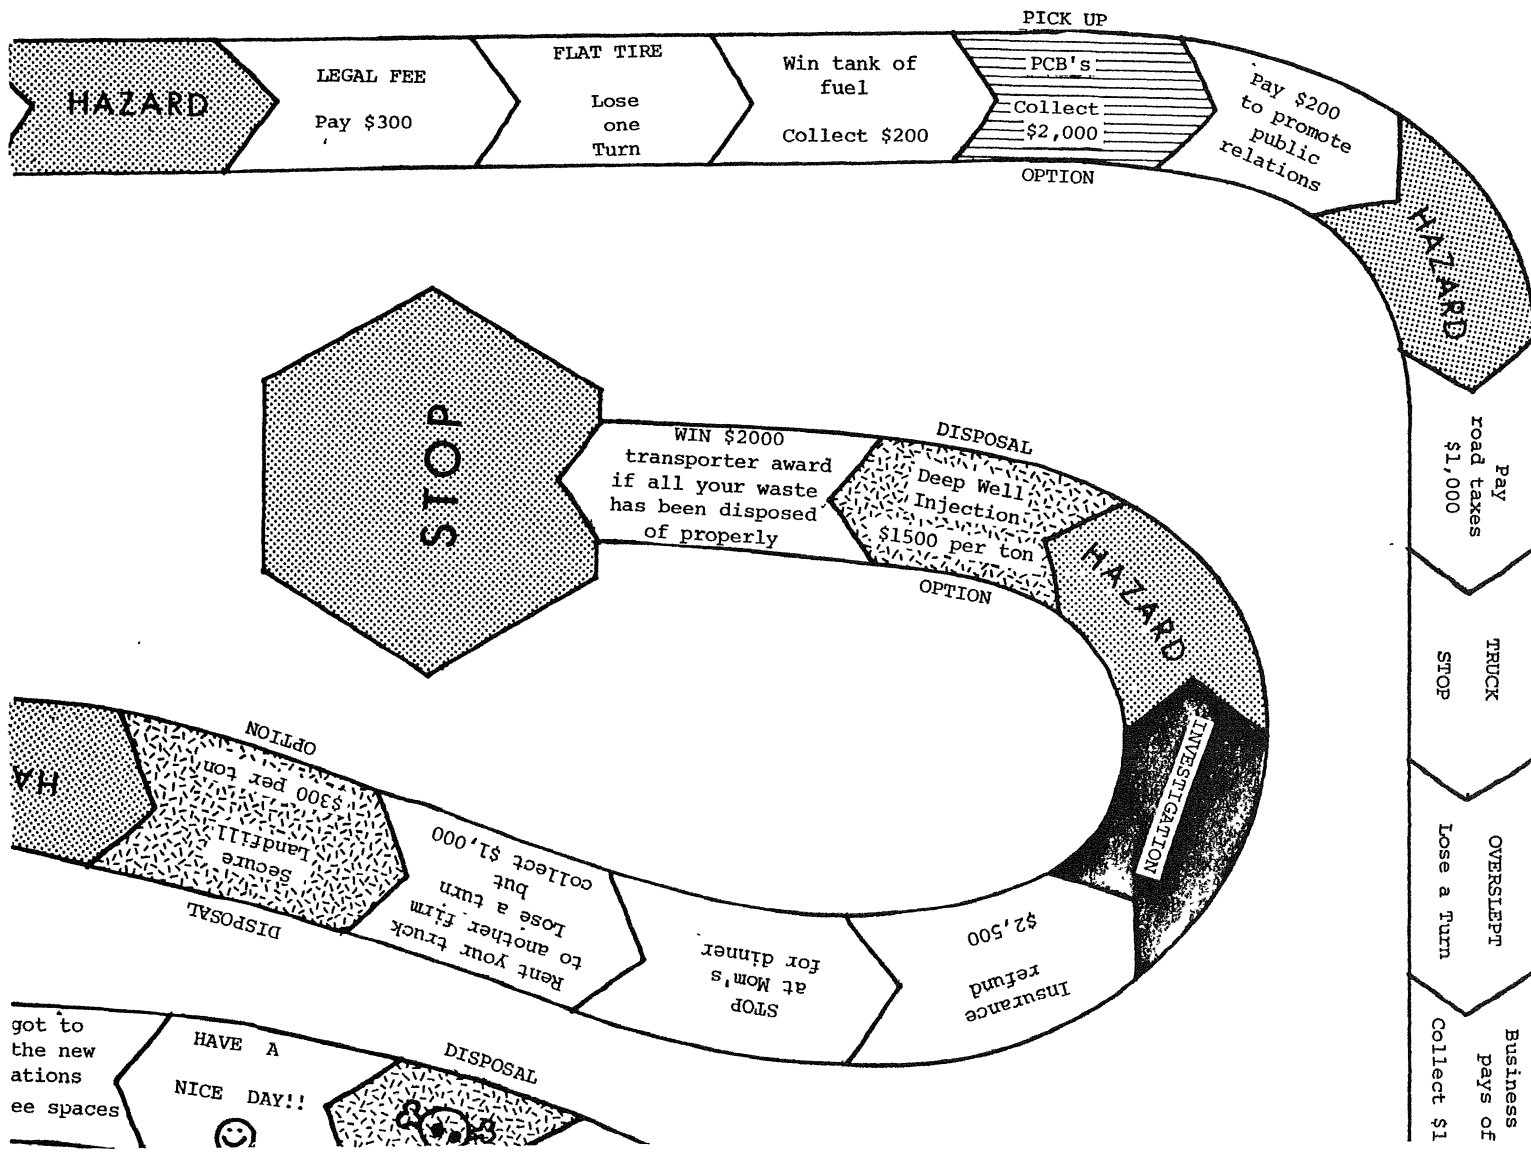 HAZARD
LEGAL FEE
Pay $300
FLAT TIRE
Lose
one
Turn
Win tank of
fuel
Collect $200
PICK UP
PCB's
Collect
$2,000
OPTION
Pay $200
to promote
public
relations
HAZARD
Pay
road taxes
$1,000
TRUCK
STOP
OVERSLEPT
Lose a Turn
Business
pays of
Collect $1
STOP
WIN $2000
transporter award
if all your waste
has been disposed
of properly
DISPOSAL
Deep Well
Injection
$1500 per ton
OPTION
HAZARD
INVESTIGATION
Insurance
refund
$2,500
STOP
at Mom's
for dinner
Rent your truck
to another firm
Lose a turn
but
collect $1,000
DISPOSAL
Secure
Landfill
$300 per ton
OPTION
HA
got to
the new
ations
ee spaces
HAVE A
NICE DAY!!
DISPOSAL